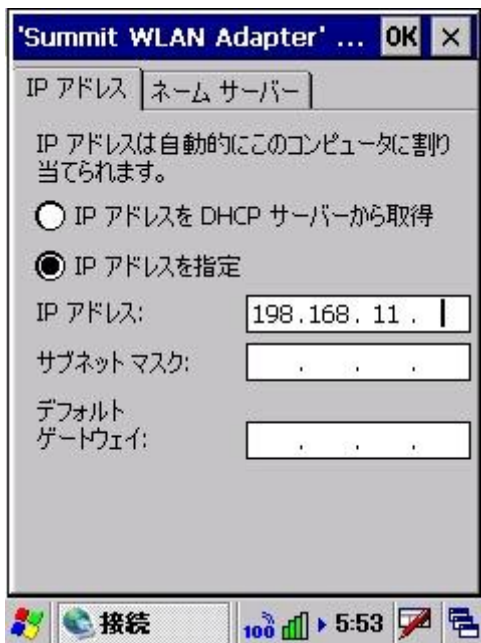 'Summit WLAN Adapter' ... OK ×
IP アドレス ネーム サーバー
IP アドレスは自動的にこのコンピュータに割り
当てられます。
IP アドレスを DHCP サーバーから取得
IP アドレスを指定
IP アドレス: 198.168. 11 .
サブネット マスク: . . .
デフォルト
ゲートウェイ: . . .
接続 100 5:53